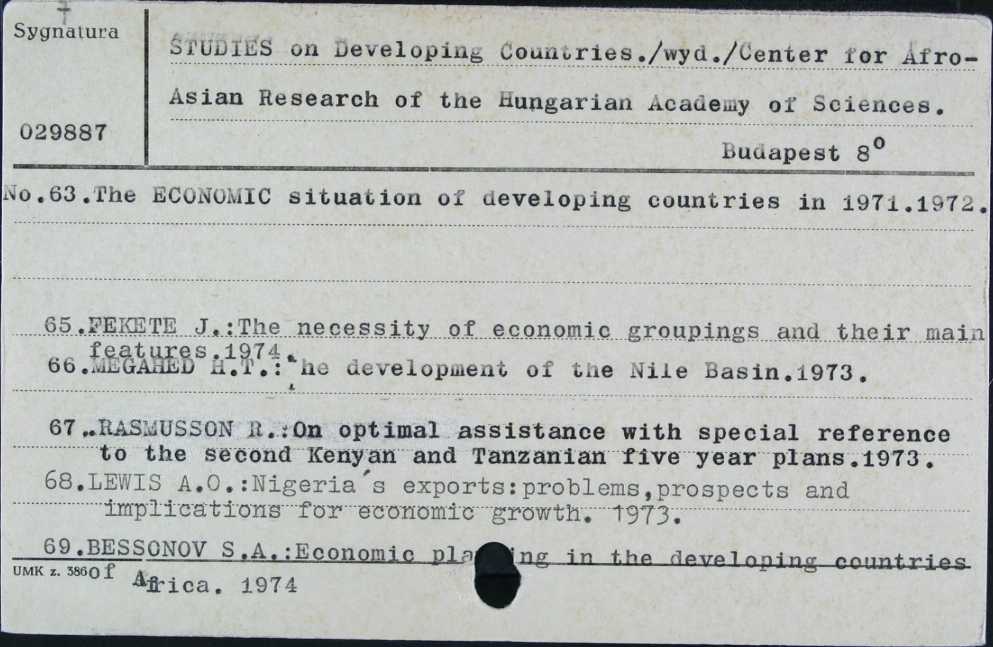 Sygnatura
STUDIES on Developing Countries./wyd./Center for Afro-
Asian Research of the Hungarian Academy of Sciences.
029887
Budapest 8°
No.63.The ECONOMIC situation of developing countries in 1971.1972.
65.FEKETE J.:The necessity of economic groupings and their main
features.1974.
66.MEGAHED H.T.:The development of the Nile Basin.1973.
67..RASMUSSON R.:On optimal assistance with special reference
to the second Kenyan and Tanzanian five year plans.1973.
68.LEWIS A.O.:Nigeria´s exports:problems,prospects and
implications for economic growth. 1973.
69.BESSONOV S.A.:Economic pla ing in the developing countries
UMK z. 386 of Africa. 1974